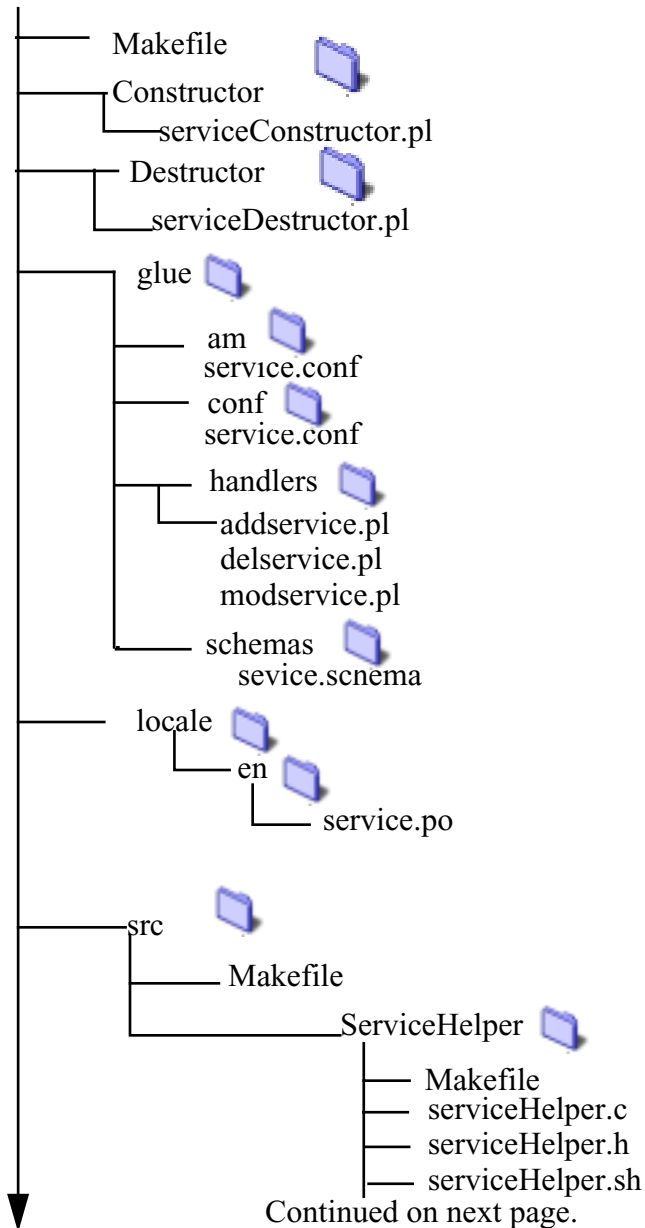 Makefile
Constructor
serviceConstructor.pl
Destructor
serviceDestructor.pl
glue
am
service.conf
conf
service.conf
handlers
addservice.pl
delservice.pl
modservice.pl
schemas
sevice.schema
locale
en
service.po
src
Makefile
ServiceHelper
Makefile
serviceHelper.c
serviceHelper.h
serviceHelper.sh
Continued on next page.